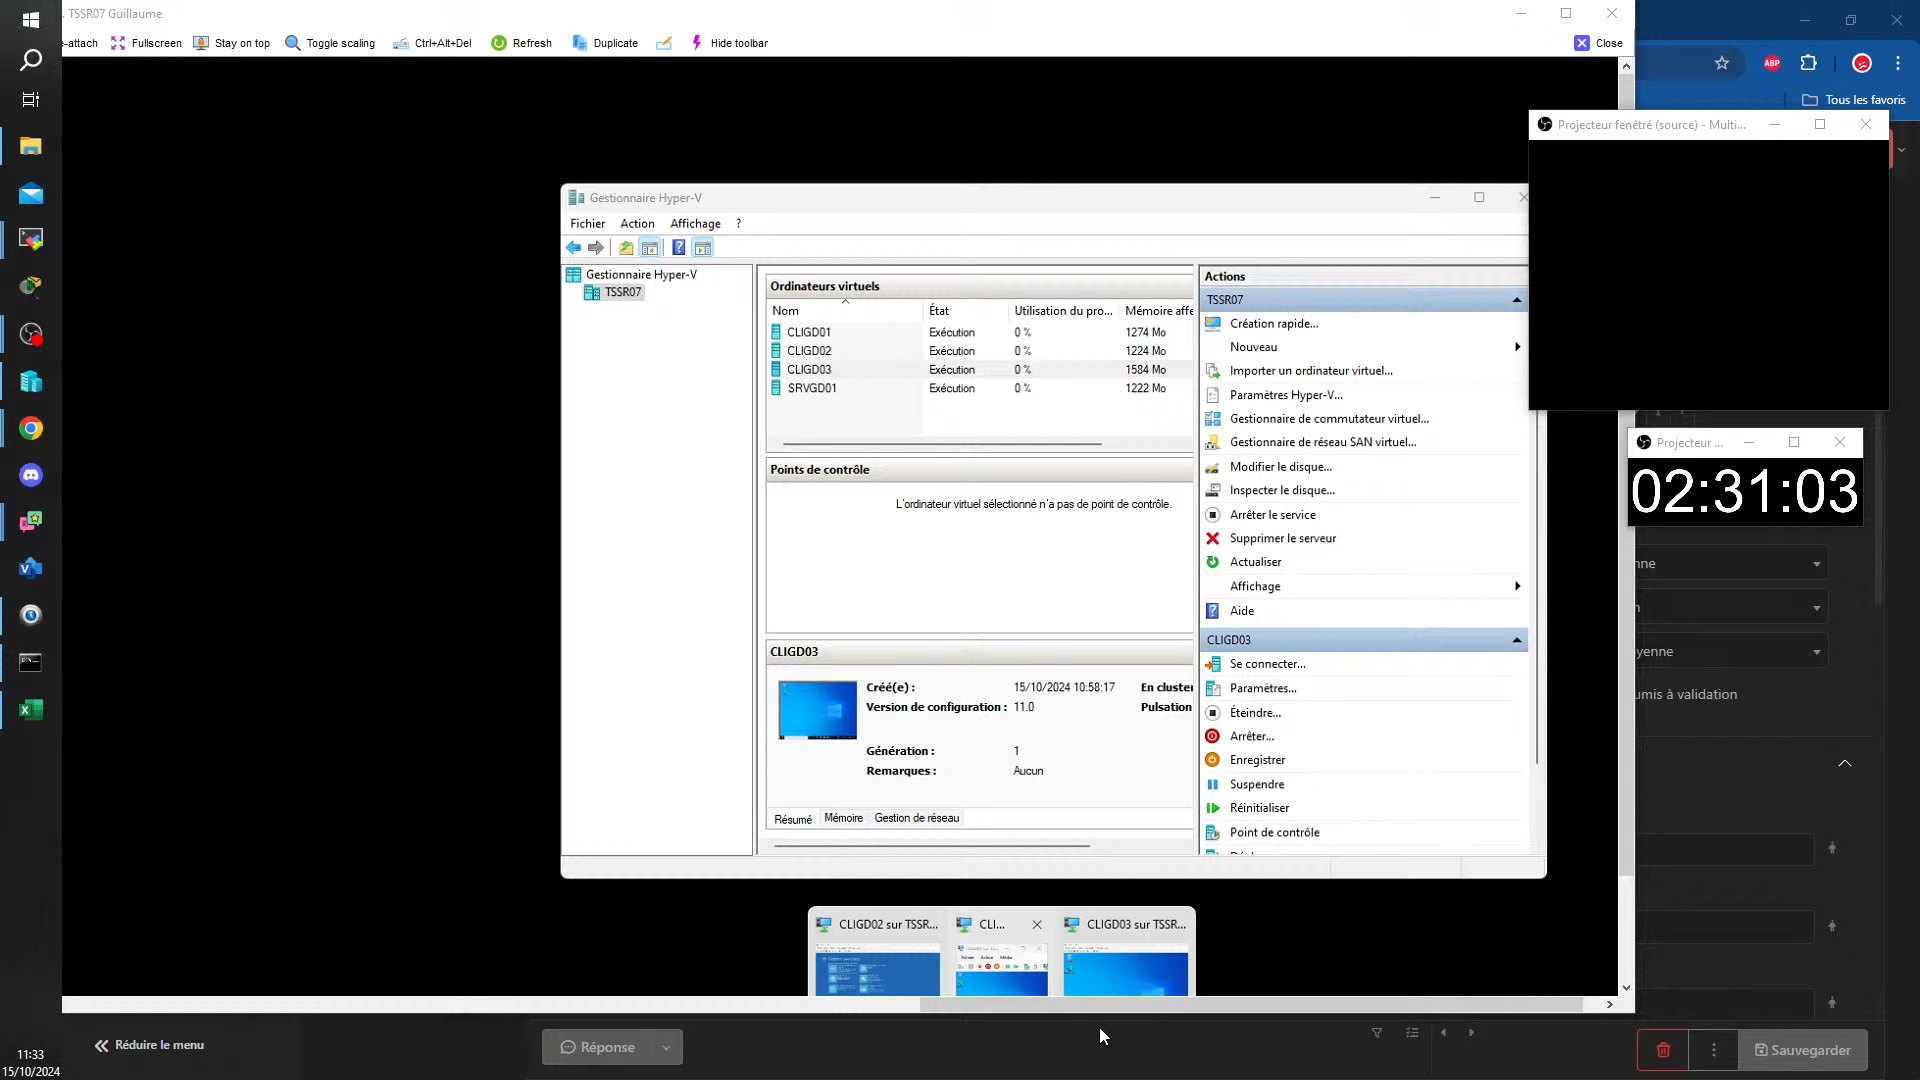 TSSR07 Guillaume
e-attach
Fullscreen
Stay on top
Toggle scaling
Ctrl+Alt+Del
Refresh
Duplicate
Hide toolbar
Close
ABP
Tous les favoris
Projecteur fenêtré (source) - Multi...
Gestionnaire Hyper-V
Fichier
Action
Affichage
?
Gestionnaire Hyper-V
TSSR07
Ordinateurs virtuels
Nom
État
Utilisation du pro...
Mémoire affe
CLIGD01
Exécution
0 %
1274 Mo
CLIGD02
Exécution
0 %
1224 Mo
CLIGD03
Exécution
0 %
1584 Mo
SRVGD01
Exécution
0 %
1222 Mo
Points de contrôle
L'ordinateur virtuel sélectionné n'a pas de point de contrôle.
CLIGD03
Créé(e) :
15/10/2024 10:58:17
En cluster
Version de configuration :
11.0
Pulsation
Génération :
1
Remarques :
Aucun
Résumé
Mémoire
Gestion de réseau
Actions
TSSR07
Création rapide...
Nouveau
Importer un ordinateur virtuel...
Paramètres Hyper-V...
Gestionnaire de commutateur virtuel...
Gestionnaire de réseau SAN virtuel...
Modifier le disque...
Inspecter le disque...
Arrêter le service
Supprimer le serveur
Actualiser
Affichage
Aide
CLIGD03
Se connecter...
Paramètres...
Éteindre...
Arrêter...
Enregistrer
Suspendre
Réinitialiser
Point de contrôle
Projecteur ...
02:31:03
nne
n
yenne
umis à validation
CLIGD02 sur TSSR...
CLI...
CLIGD03 sur TSSR...
Réduire le menu
Réponse
Sauvegarder
11:33
15/10/2024